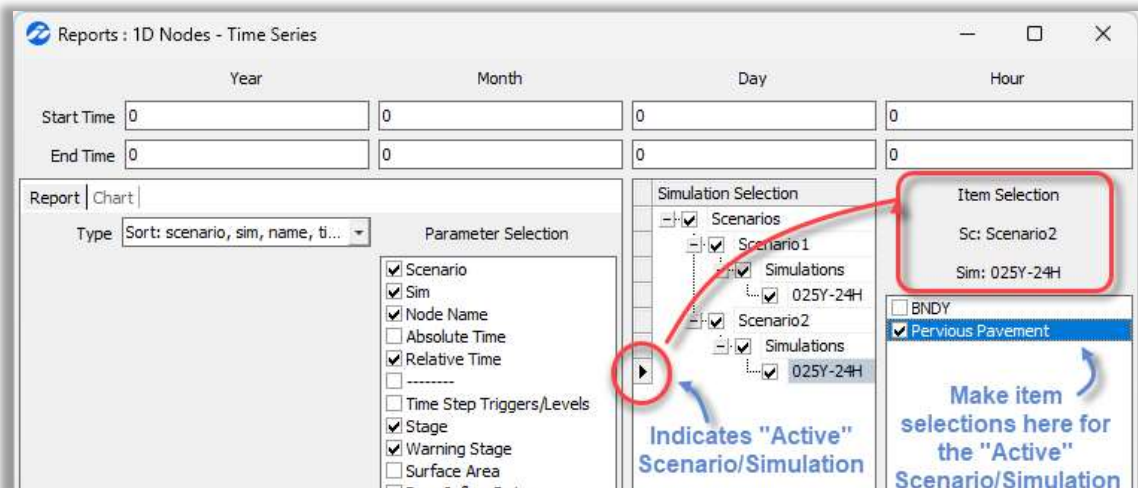 Reports : 1D Nodes - Time Series
Year Month Day Hour
Start Time 0 0 0 0
End Time 0 0 0 0
Report Chart
Type Sort: scenario, sim, name, ti...
Parameter Selection
Scenario
Sim
Node Name
Absolute Time
Relative Time
--------
Time Step Triggers/Levels
Stage
Warning Stage
Surface Area
Simulation Selection
Scenarios
Scenario1
Simulations
025Y-24H
Scenario2
Simulations
025Y-24H
Indicates "Active"
Scenario/Simulation
Item Selection
Sc: Scenario2
Sim: 025Y-24H
BNDY
Pervious Pavement
Make item
selections here for
the "Active"
Scenario/Simulation